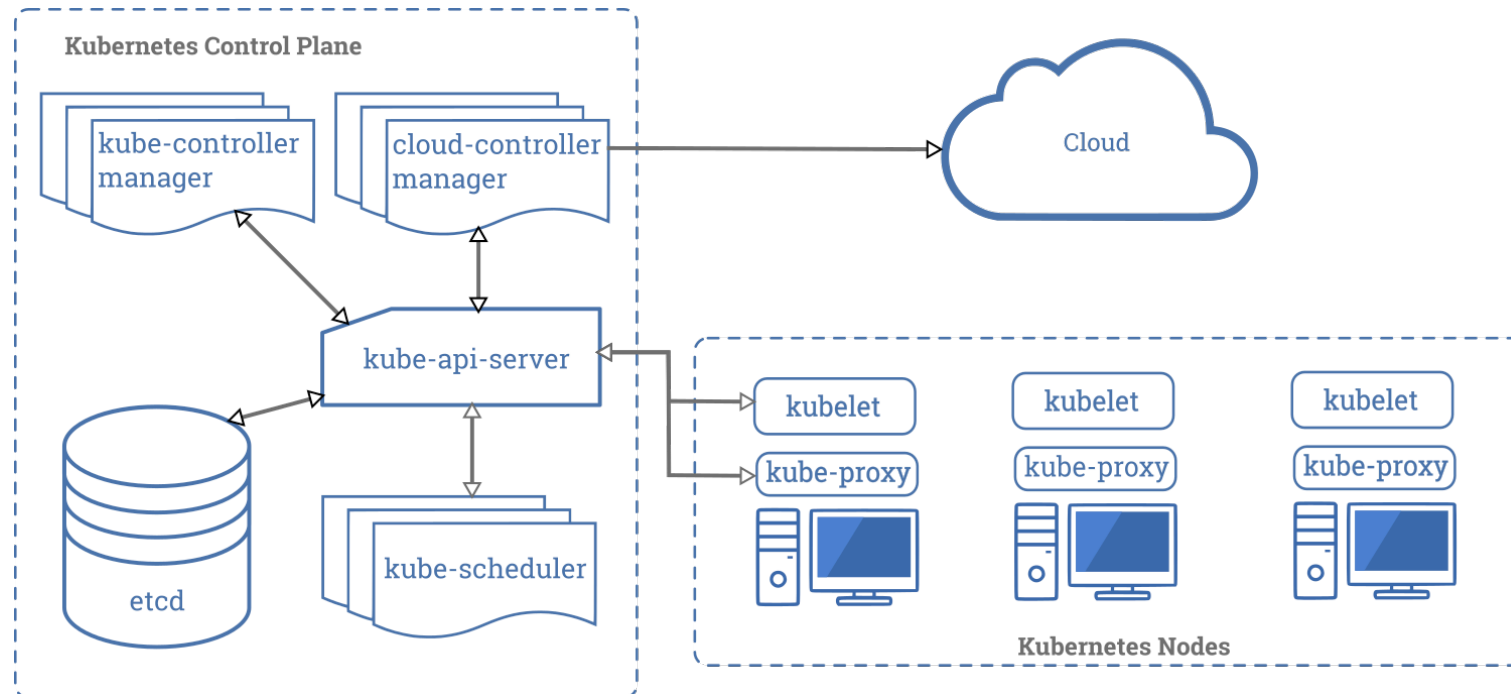 Kubernetes Control Plane
kube-controller
manager
cloud-controller
manager
Cloud
kube-api-server
etcd
kube-scheduler
kubelet
kubelet
kubelet
kube-proxy
kube-proxy
kube-proxy
Kubernetes Nodes